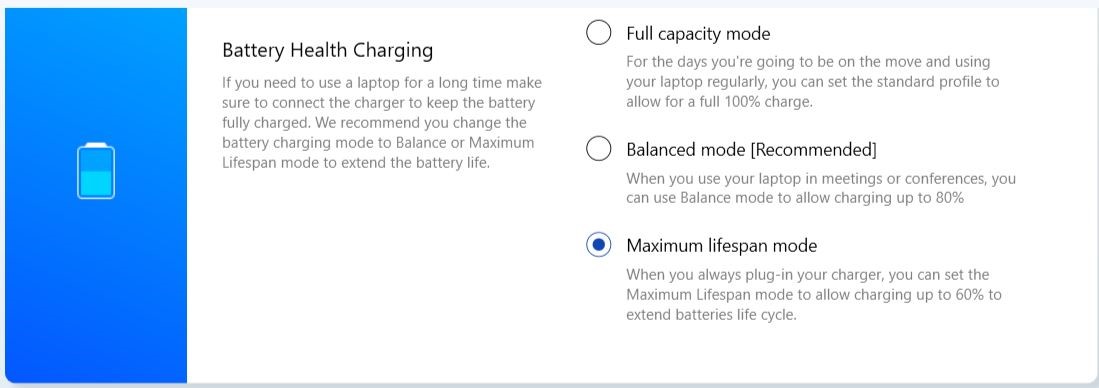 Battery Health Charging
If you need to use a laptop for a long time make
sure to connect the charger to keep the battery
fully charged. We recommend you change the
battery charging mode to Balance or Maximum
Lifespan mode to extend the battery life.
Full capacity mode
For the days you're going to be on the move and using
your laptop regularly, you can set the standard profile to
allow for a full 100% charge.
Balanced mode [Recommended]
When you use your laptop in meetings or conferences, you
can use Balance mode to allow charging up to 80%
Maximum lifespan mode
When you always plug-in your charger, you can set the
Maximum Lifespan mode to allow charging up to 60% to
extend batteries life cycle.